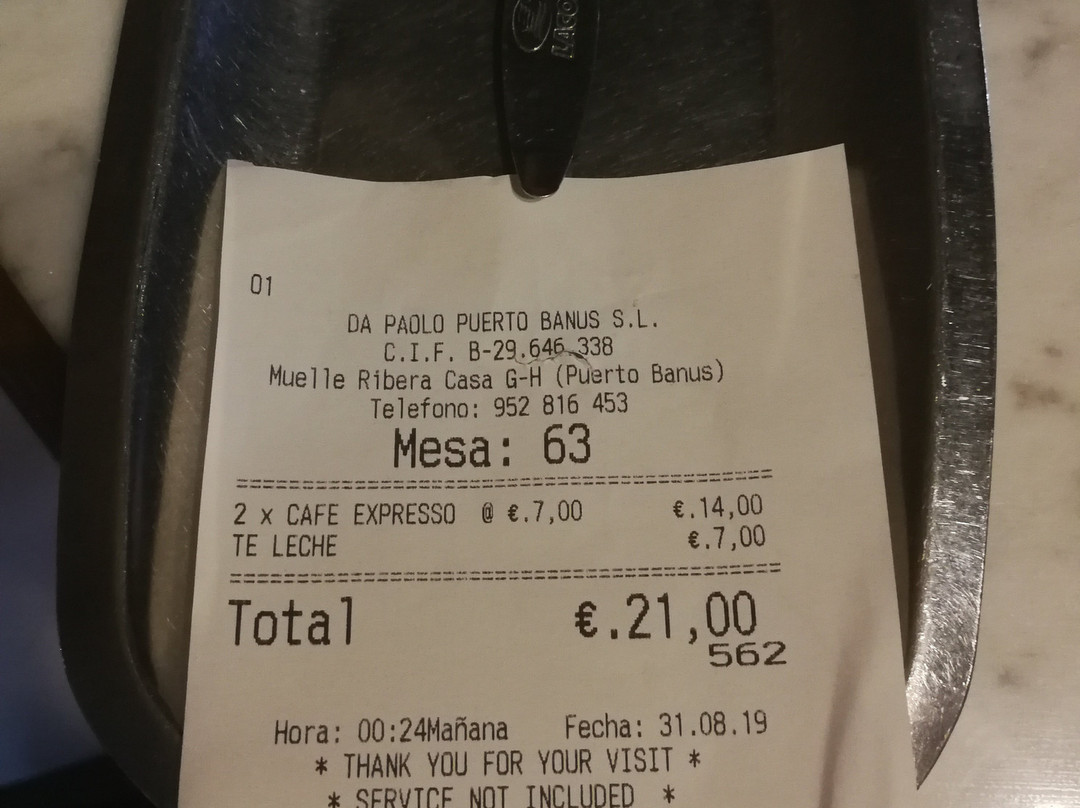 01
DA PAOLO PUERTO BANUS S.L.
C.I.F. B-29.646.338
Muelle Ribera Casa G-H (Puerto Banus)
Telefono: 952 816 453
Mesa: 63
2 x CAFE EXPRESSO @ €.7,00 €.14,00
TE LECHE €.7,00
Total €.21,00
562
Hora: 00:24Mañana Fecha: 31.08.19
* THANK YOU FOR YOUR VISIT *
* SERVICE NOT INCLUDED *